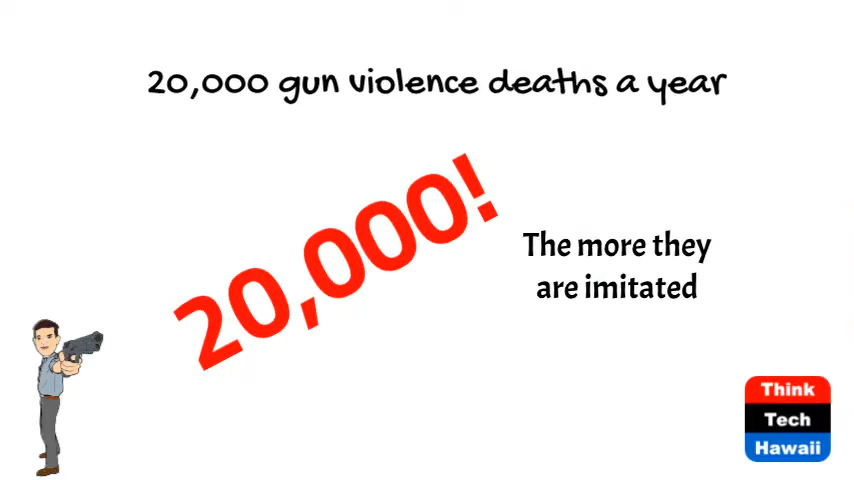 20,000 gun violence deaths a year
20,000!
The more they
are imitated
Think
Tech
Hawaii